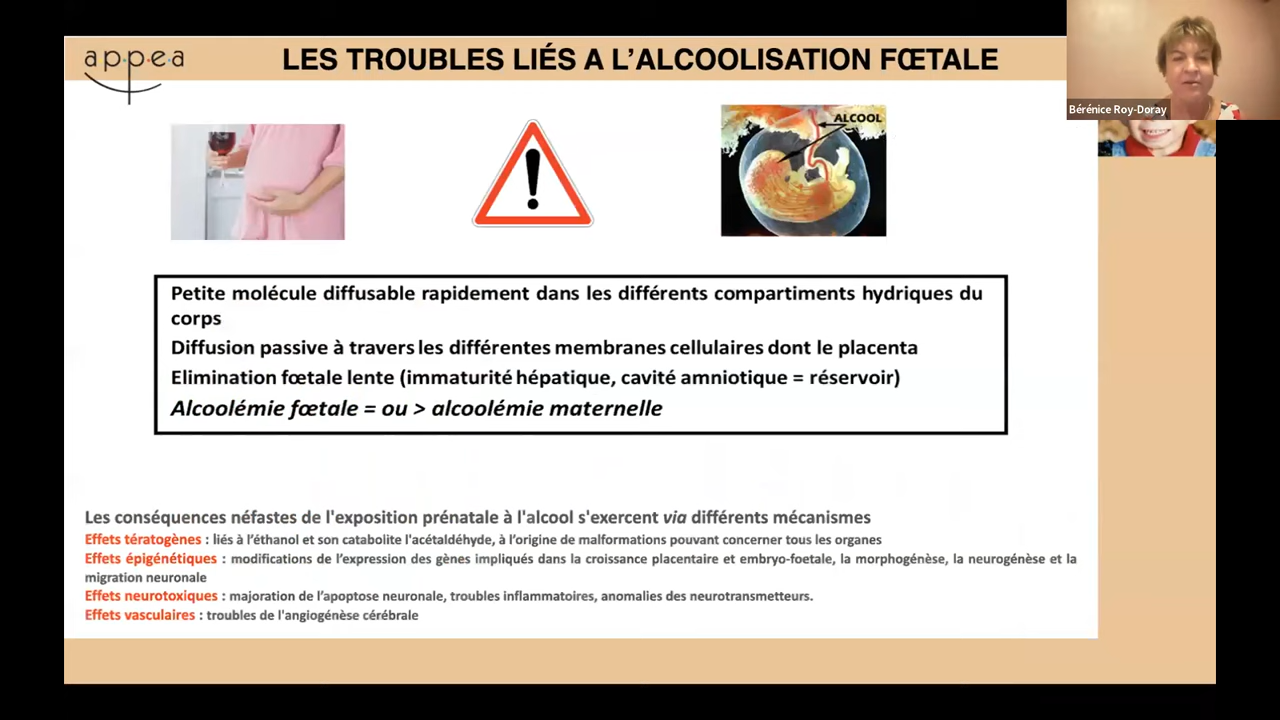 appea
LES TROUBLES LIÉS A L’ALCOOLISATION FŒTALE
Bérénice Roy-Doray
ALCOOL
Petite molécule diffusable rapidement dans les différents compartiments hydriques du
corps
Diffusion passive à travers les différentes membranes cellulaires dont le placenta
Elimination fœtale lente (immaturité hépatique, cavité amniotique = réservoir)
Alcoolémie fœtale = ou > alcoolémie maternelle
Les conséquences néfastes de l'exposition prénatale à l'alcool s'exercent via différents mécanismes
Effets tératogènes : liés à l’éthanol et son catabolite l'acétaldéhyde, à l’origine de malformations pouvant concerner tous les organes
Effets épigénétiques : modifications de l’expression des gènes impliqués dans la croissance placentaire et embryo-foetale, la morphogénèse, la neurogénèse et la
migration neuronale
Effets neurotoxiques : majoration de l’apoptose neuronale, troubles inflammatoires, anomalies des neurotransmetteurs.
Effets vasculaires : troubles de l'angiogénèse cérébrale